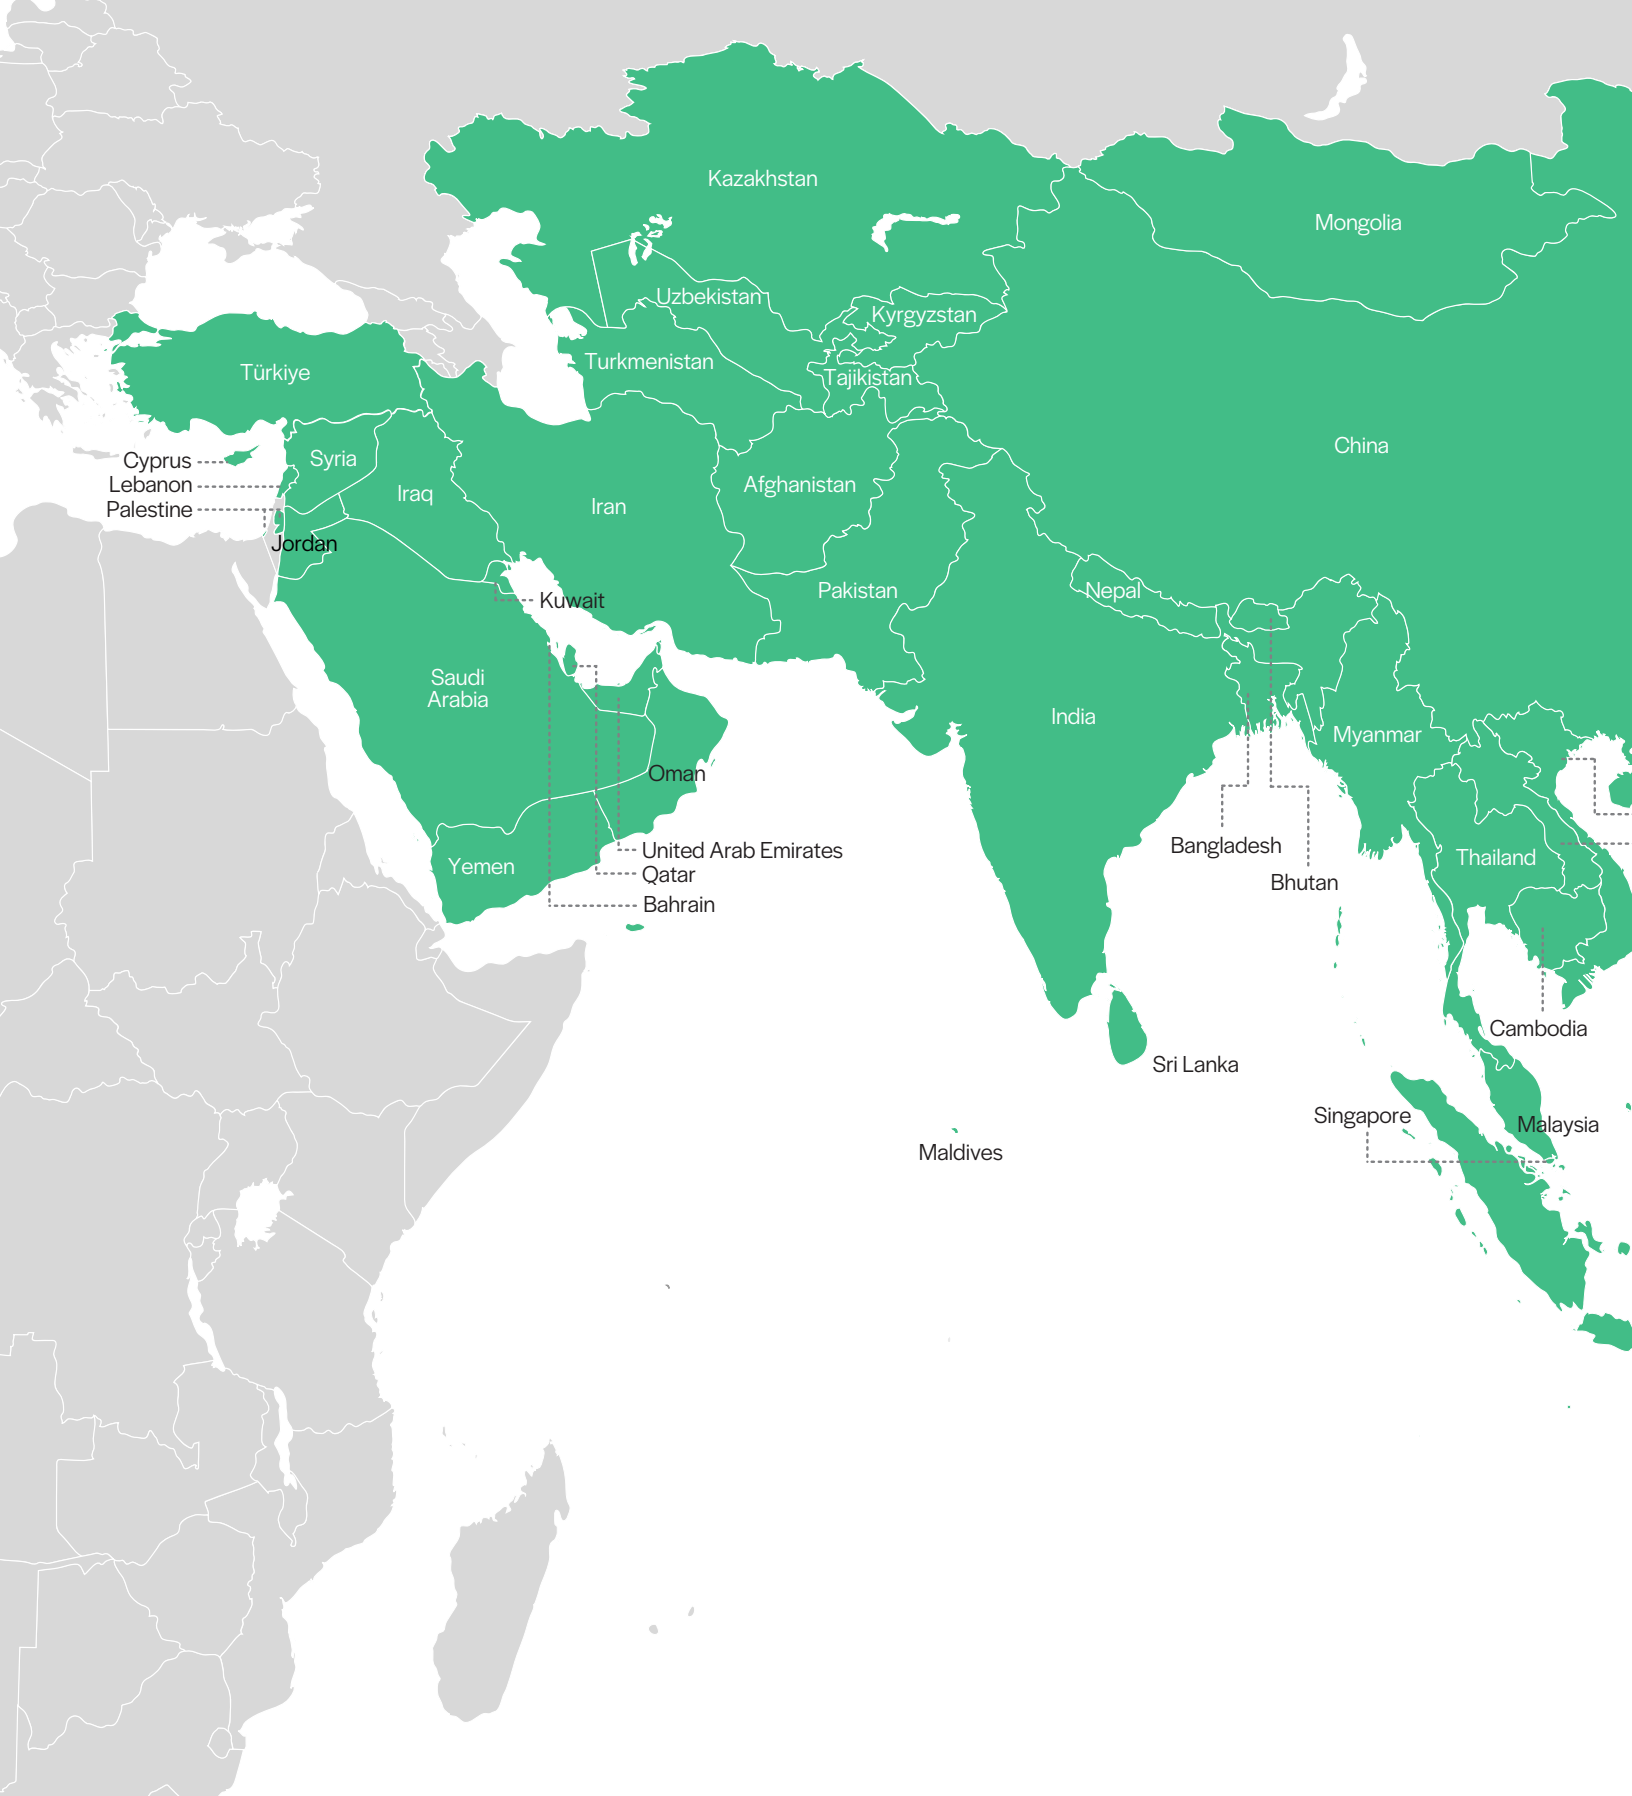 Kazakhstan
Mongolia
Uzbekistan
Kyrgyzstan
Turkmenistan
Türkiye
Tajikistan
China
Cyprus
Syria
Lebanon
Afghanistan
Iraq
Iran
Palestine
Jordan
Pakistan
Nepal
Kuwait
Saudi
Arabia
India
Myanmar
Oman
Bangladesh
United Arab Emirates
Thailand
Yemen
Qatar
Bhutan
Bahrain
Cambodia
Sri Lanka
Singapore
Malaysia
Maldives